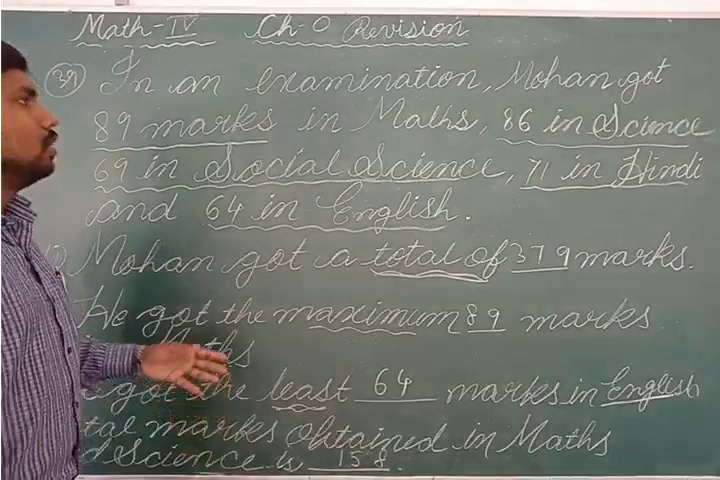 Math-IV Ch-0 Revision
39) In an examination, Mohan got
89 marks in Maths, 86 in Science
69 in Social Science, 71 in Hindi
and 64 in English.
Mohan got a total of 379 marks.
He got the maximum 89 marks
Maths
got the least 64 marks in English
marks obtained in Maths
Science is 158.